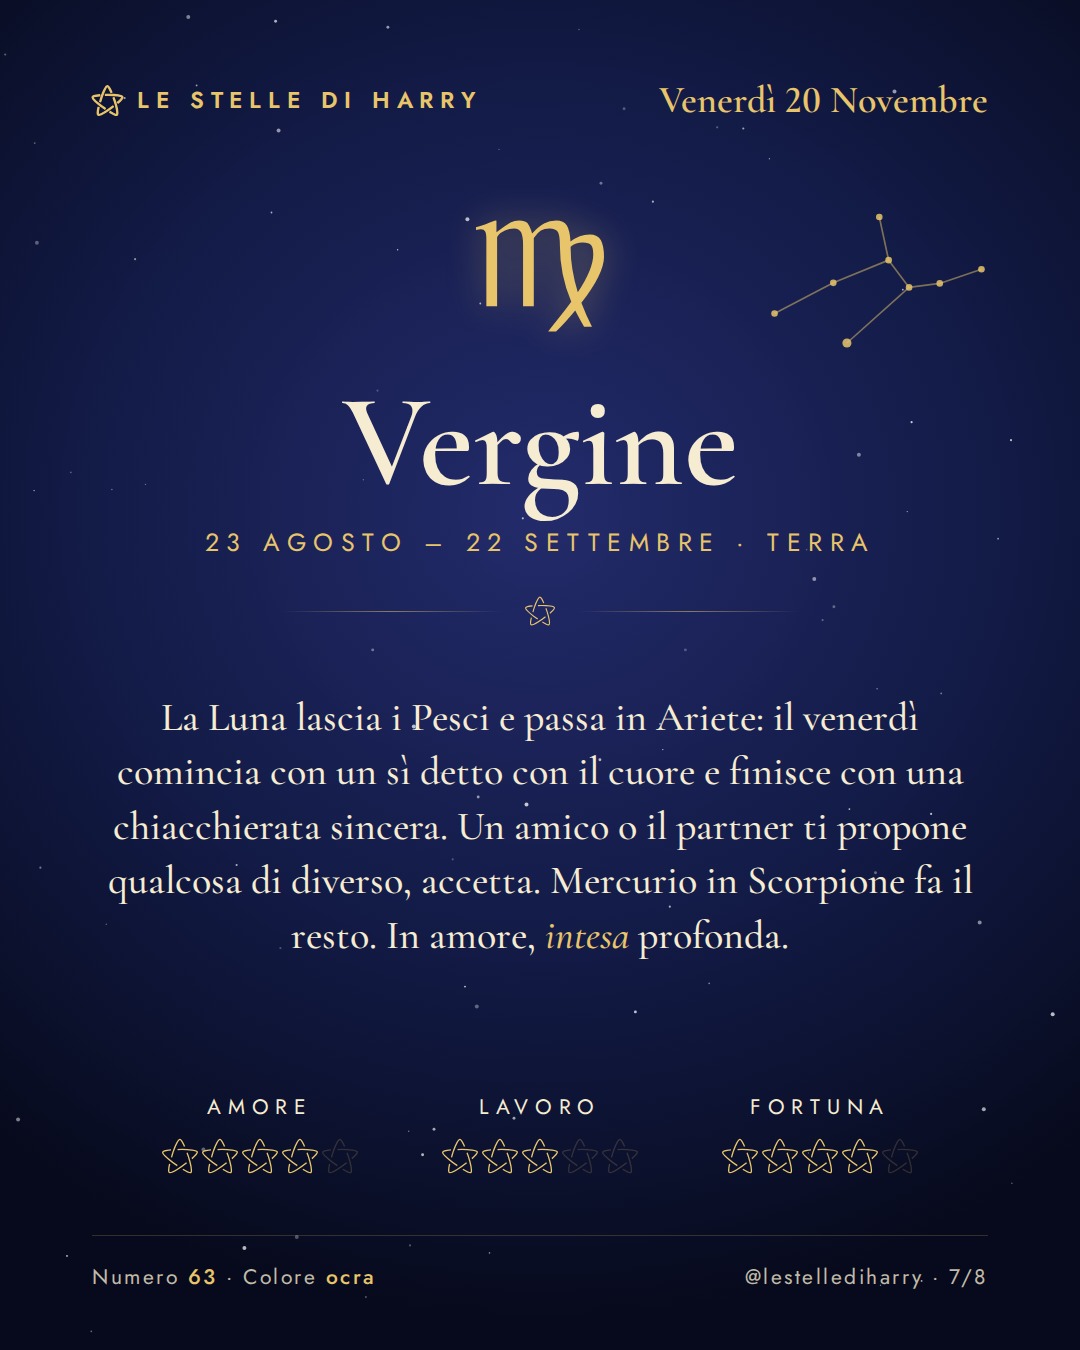 LE STELLE DI HARRY
Venerdì 20 Novembre
♍
Vergine
23 AGOSTO – 22 SETTEMBRE · TERRA
La Luna lascia i Pesci e passa in Ariete: il venerdì
comincia con un sì detto con il cuore e finisce con una
chiacchierata sincera. Un amico o il partner ti propone
qualcosa di diverso, accetta. Mercurio in Scorpione fa il
resto. In amore, intesa profonda.
AMORE
LAVORO
FORTUNA
Numero 63 · Colore ocra
@lestellediharry · 7/8